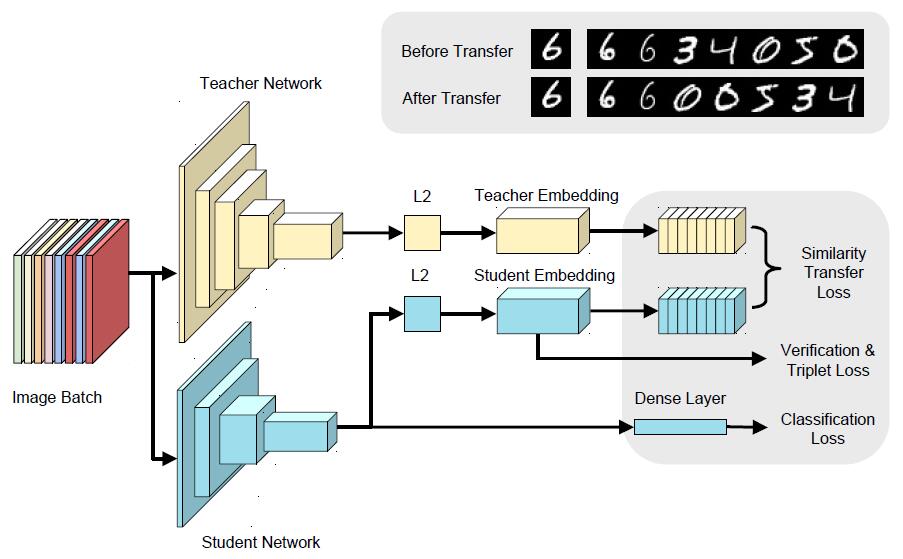 Before Transfer 6 6 6 3 4 0 5 0
After Transfer 6 6 6 0 0 5 3 4
Teacher Network
L2
Teacher Embedding
Similarity
Transfer
Loss
L2
Student Embedding
Verification &
Triplet Loss
Image Batch
Dense Layer
Classification
Loss
Student Network